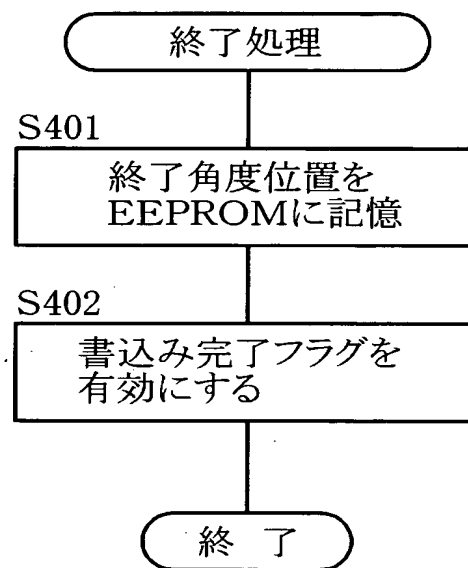 終了処理
S401
終了角度位置を
EEPROMに記憶
S402
書込み完了フラグを
有効にする
終 了